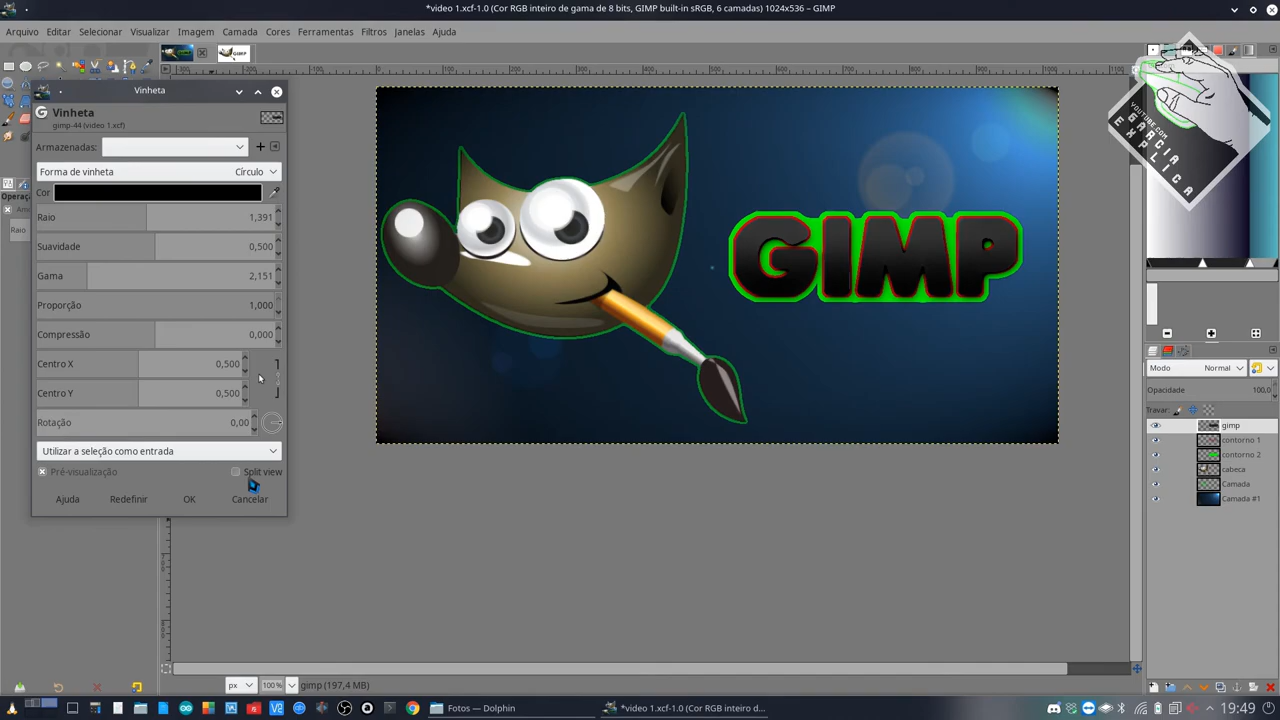 *video 1.xcf-1.0 (Cor RGB inteiro de gama de 8 bits, GIMP built-in sRGB, 6 camadas) 1024x536 – GIMP
Arquivo Editar Selecionar Visualizar Imagem Camada Cores Ferramentas Filtros Janelas Ajuda
Vinheta
Vinheta
gimp-44 (video 1.xcf)
Armazenadas:
Forma de vinheta Círculo
Cor
Raio 1,391
Suavidade 0,500
Gama 2,151
Proporção 1,000
Compressão 0,000
Centro X 0,500
Centro Y 0,500
Rotação 0,00
Utilizar a seleção como entrada
Pré-visualização Split view
Ajuda Redefinir OK Cancelar
Raio
GIMP
YOUTUBE.COM
GARCIA
EXPLICA
Modo Normal
Opacidade 100,0
Travar:
gimp
contorno 1
contorno 2
cabeca
Camada
Camada #1
px 100% gimp (197,4 MB)
Fotos — Dolphin
*video 1.xcf-1.0 (Cor RGB inteiro d...
19:49